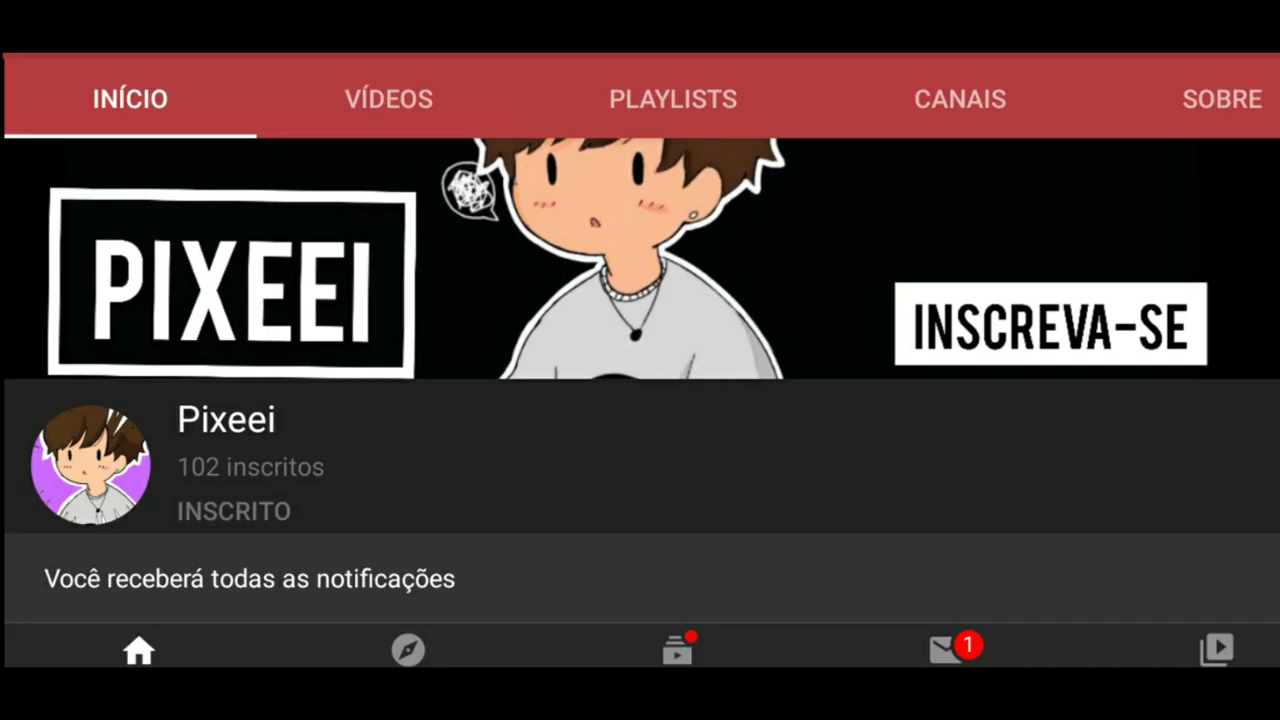 INÍCIO VÍDEOS PLAYLISTS CANAIS SOBRE
PIXEEI
INSCREVA-SE
Pixeei
102 inscritos
INSCRITO
Você receberá todas as notificações
1